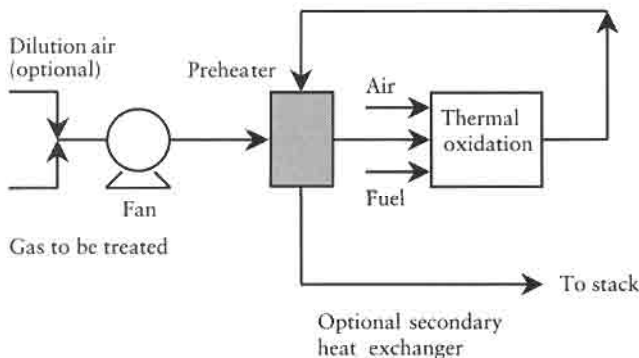 Dilution air
(optional)
Preheater
Air
Thermal
oxidation
Fan
Fuel
Gas to be treated
To stack
Optional secondary
heat exchanger